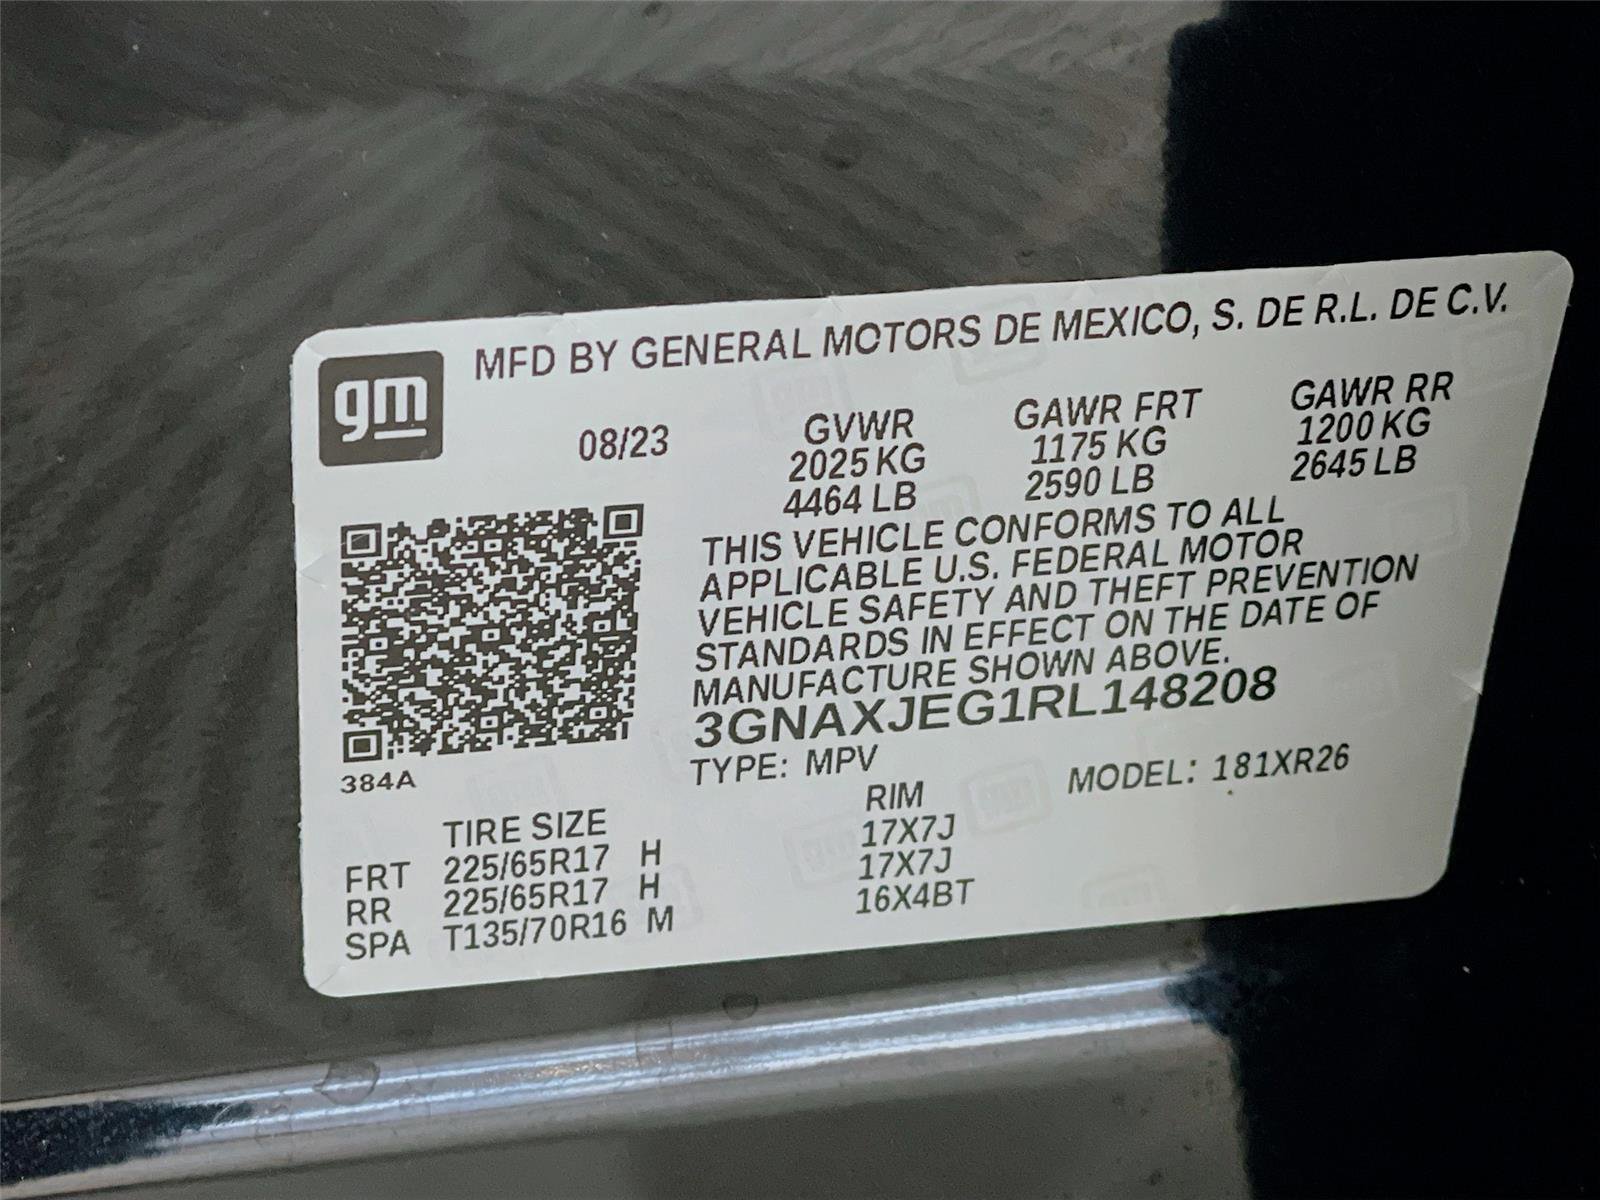 gm
MFD BY GENERAL MOTORS DE MEXICO, S. DE R.L. DE C.V.
08/23 GVWR GAWR FRT GAWR RR
2025 KG 1175 KG 1200 KG
4464 LB 2590 LB 2645 LB
THIS VEHICLE CONFORMS TO ALL
APPLICABLE U.S. FEDERAL MOTOR
VEHICLE SAFETY AND THEFT PREVENTION
STANDARDS IN EFFECT ON THE DATE OF
MANUFACTURE SHOWN ABOVE.
3GNAXJEG1RL148208
TYPE: MPV MODEL: 181XR26
384A
TIRE SIZE RIM
FRT 225/65R17 H 17X7J
RR 225/65R17 H 17X7J
SPA T135/70R16 M 16X4BT